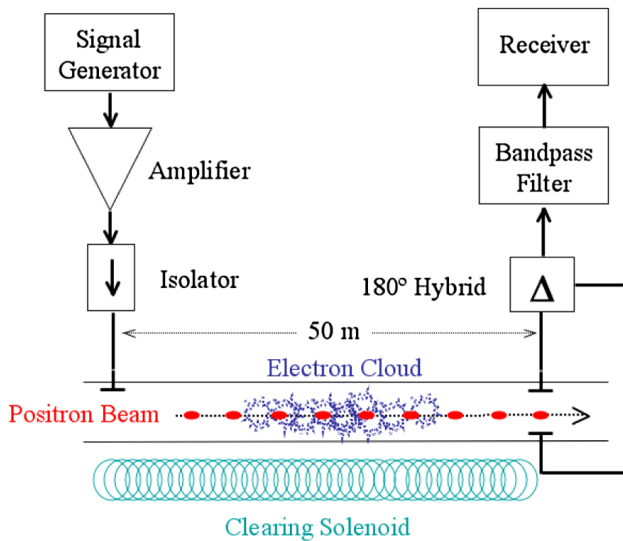 Signal
Generator
Receiver
Amplifier
Bandpass
Filter
Isolator
180° Hybrid
Δ
50 m
Electron Cloud
Positron Beam
Clearing Solenoid